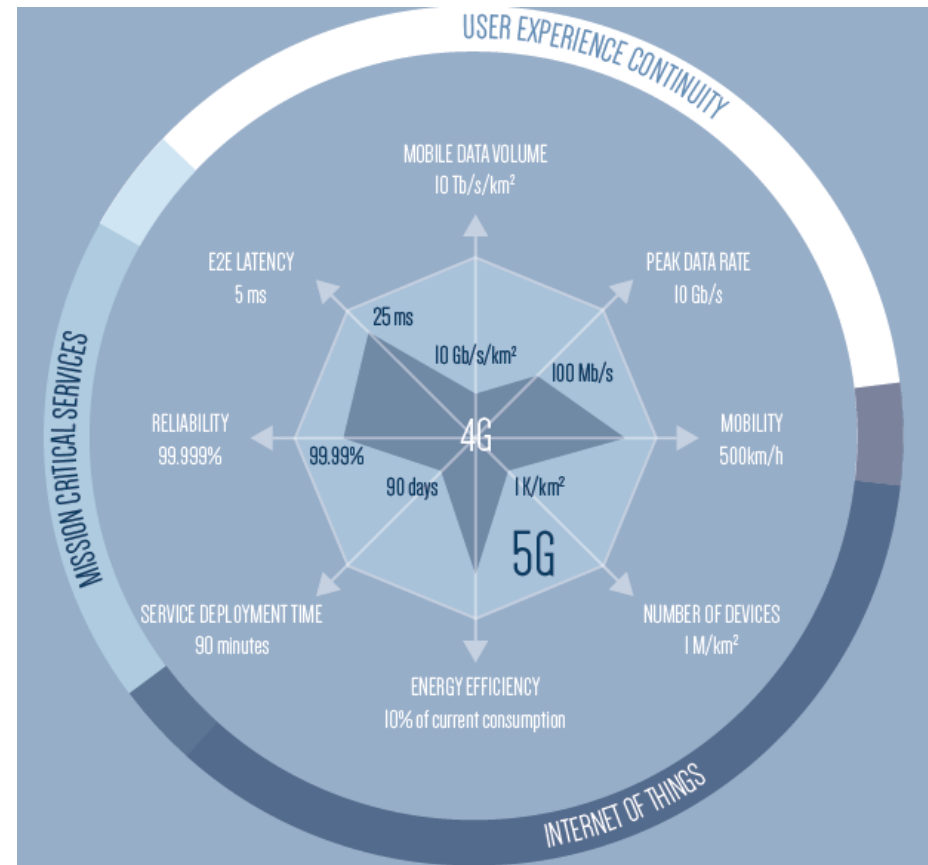 USER EXPERIENCE CONTINUITY
MOBILE DATA VOLUME
10 Tb/s/km²
E2E LATENCY
5 ms
PEAK DATA RATE
10 Gb/s
25 ms
10 Gb/s/km²
100 Mb/s
RELIABILITY
99.999%
4G
MOBILITY
500km/h
99.99%
90 days
1 K/km²
5G
MISSION CRITICAL SERVICES
SERVICE DEPLOYMENT TIME
90 minutes
NUMBER OF DEVICES
1 M/km²
ENERGY EFFICIENCY
10% of current consumption
INTERNET OF THINGS